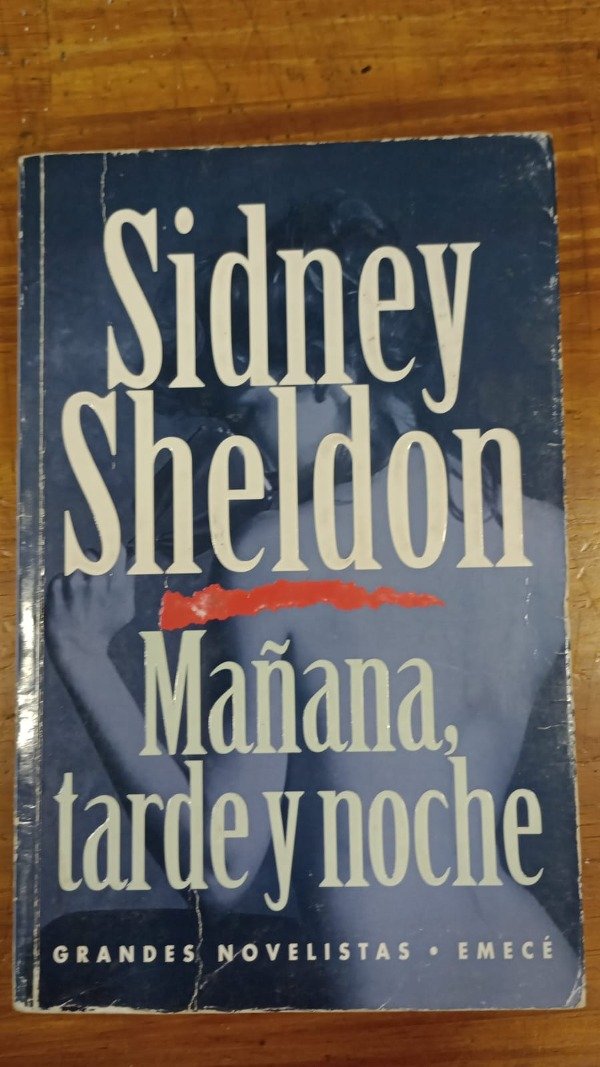 Sidney
Sheldon
Mañana,
tarde y noche
GRANDES NOVELISTAS • EMECÉ